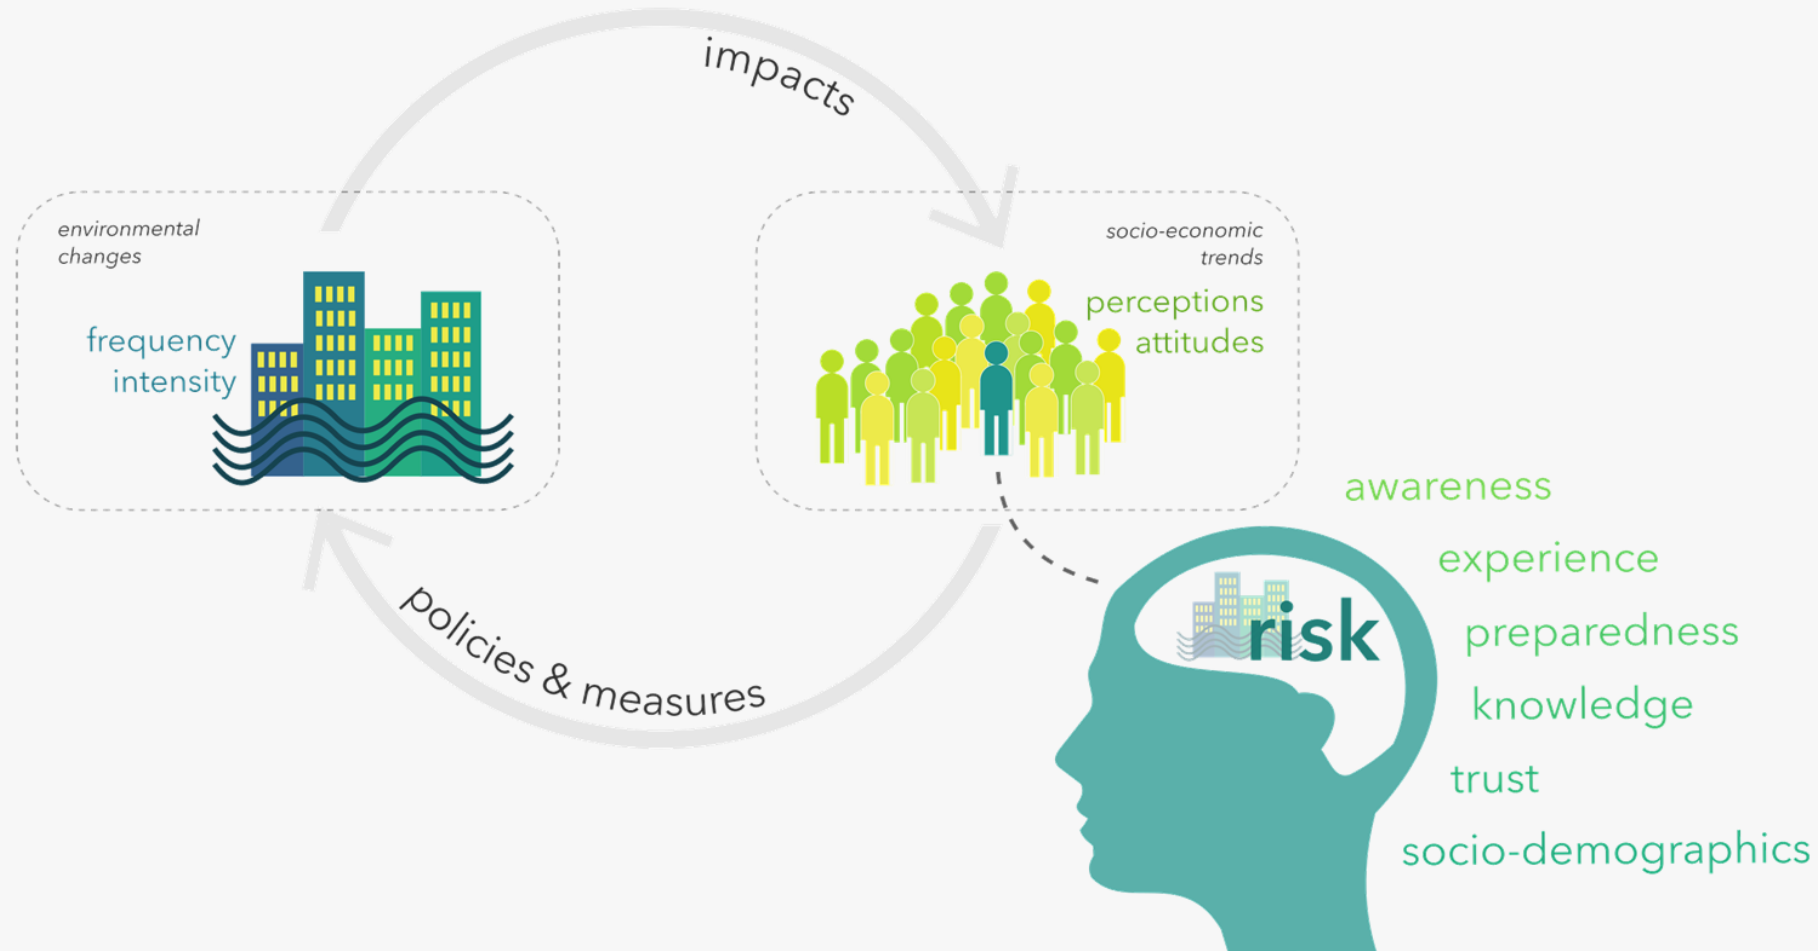 impacts
environmental
changes
frequency
intensity
socio-economic
trends
perceptions
attitudes
policies & measures
risk
awareness
experience
preparedness
knowledge
trust
socio-demographics